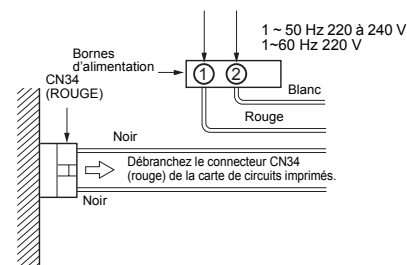 1 ~ 50 Hz 220 à 240 V
1~60 Hz 220 V
Bornes
d'alimentation
CN34
(ROUGE)
1 2
Blanc
Rouge
Noir
Débranchez le connecteur CN34
(rouge) de la carte de circuits imprimés.
Noir